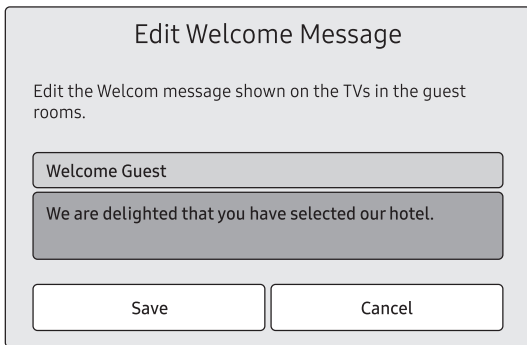 Edit Welcome Message
Edit the Welcom message shown on the TVs in the guest
rooms.
Welcome Guest
We are delighted that you have selected our hotel.
Save
Cancel